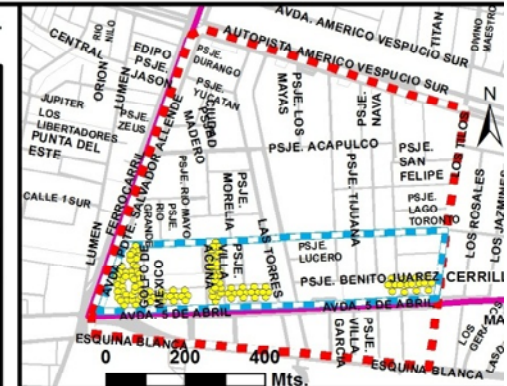 AVDA. AMERICO VESPUCIO SUR
AUTOPISTA AMERICO VESPUCIO SUR
TITAN
DIVINO
MAESTRO
RIO
NILO
CENTRAL
ORION
LUMEN
EDIPO
PSJE.
JASON
PSJE.
DURANGO
PSJE.
YUCATAN
PSJE. LOS
MAYAS
PSJE.
NAVA
N
JUPITER
LOS
LIBERTADORES
PUNTA DEL
ESTE
PSJE.
ZEUS
MADERO
PSJE. ACAPULCO
PSJE.
SAN
FELIPE
LOS TILOS
CALLE 1 SUR
FERROCARRIL
AVDA. PDTE. SALVADOR ALLENDE
LUMEN
PSJE. RIO MAYO
PSJE.
RIO
GRANDE
PSJE.
MORELIA
LAS TORRES
PSJE. TIJUANA
PSJE.
LAGO
TORONTO
LOS ROSALES
LOS JAZMINES
GOLFO DE
MEXICO
PSJE.
VILLA
ACUÑA
PSJE.
LUCERO
PSJE. BENITO JUAREZ
CERRILL
AVDA. 5 DE ABRIL
AVDA. 5 DE ABRIL
MA
PSJE.
VILLA
GARCIA
ESQUINA BLANCA
ESQUINA BLANCA
0 200 400
Mts.